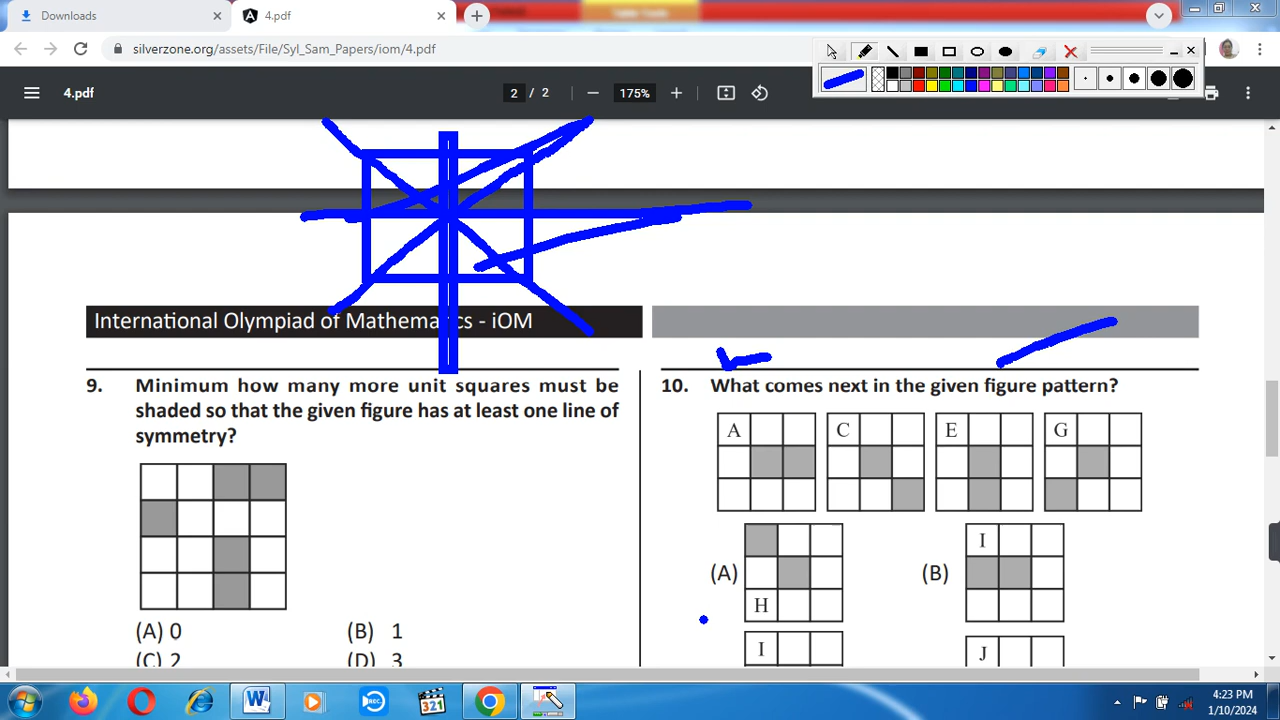 Downloads
4.pdf
silverzone.org/assets/File/Syl_Sam_Papers/iom/4.pdf
4.pdf
2 / 2
175%
International Olympiad of Mathematics - iOM
9. Minimum how many more unit squares must be
shaded so that the given figure has at least one line of
symmetry?
(A) 0
(B) 1
(C) 2
(D) 3
10. What comes next in the given figure pattern?
A
C
E
G
(A)
H
(B)
I
I
J
321
REC
4:23 PM
1/10/2024